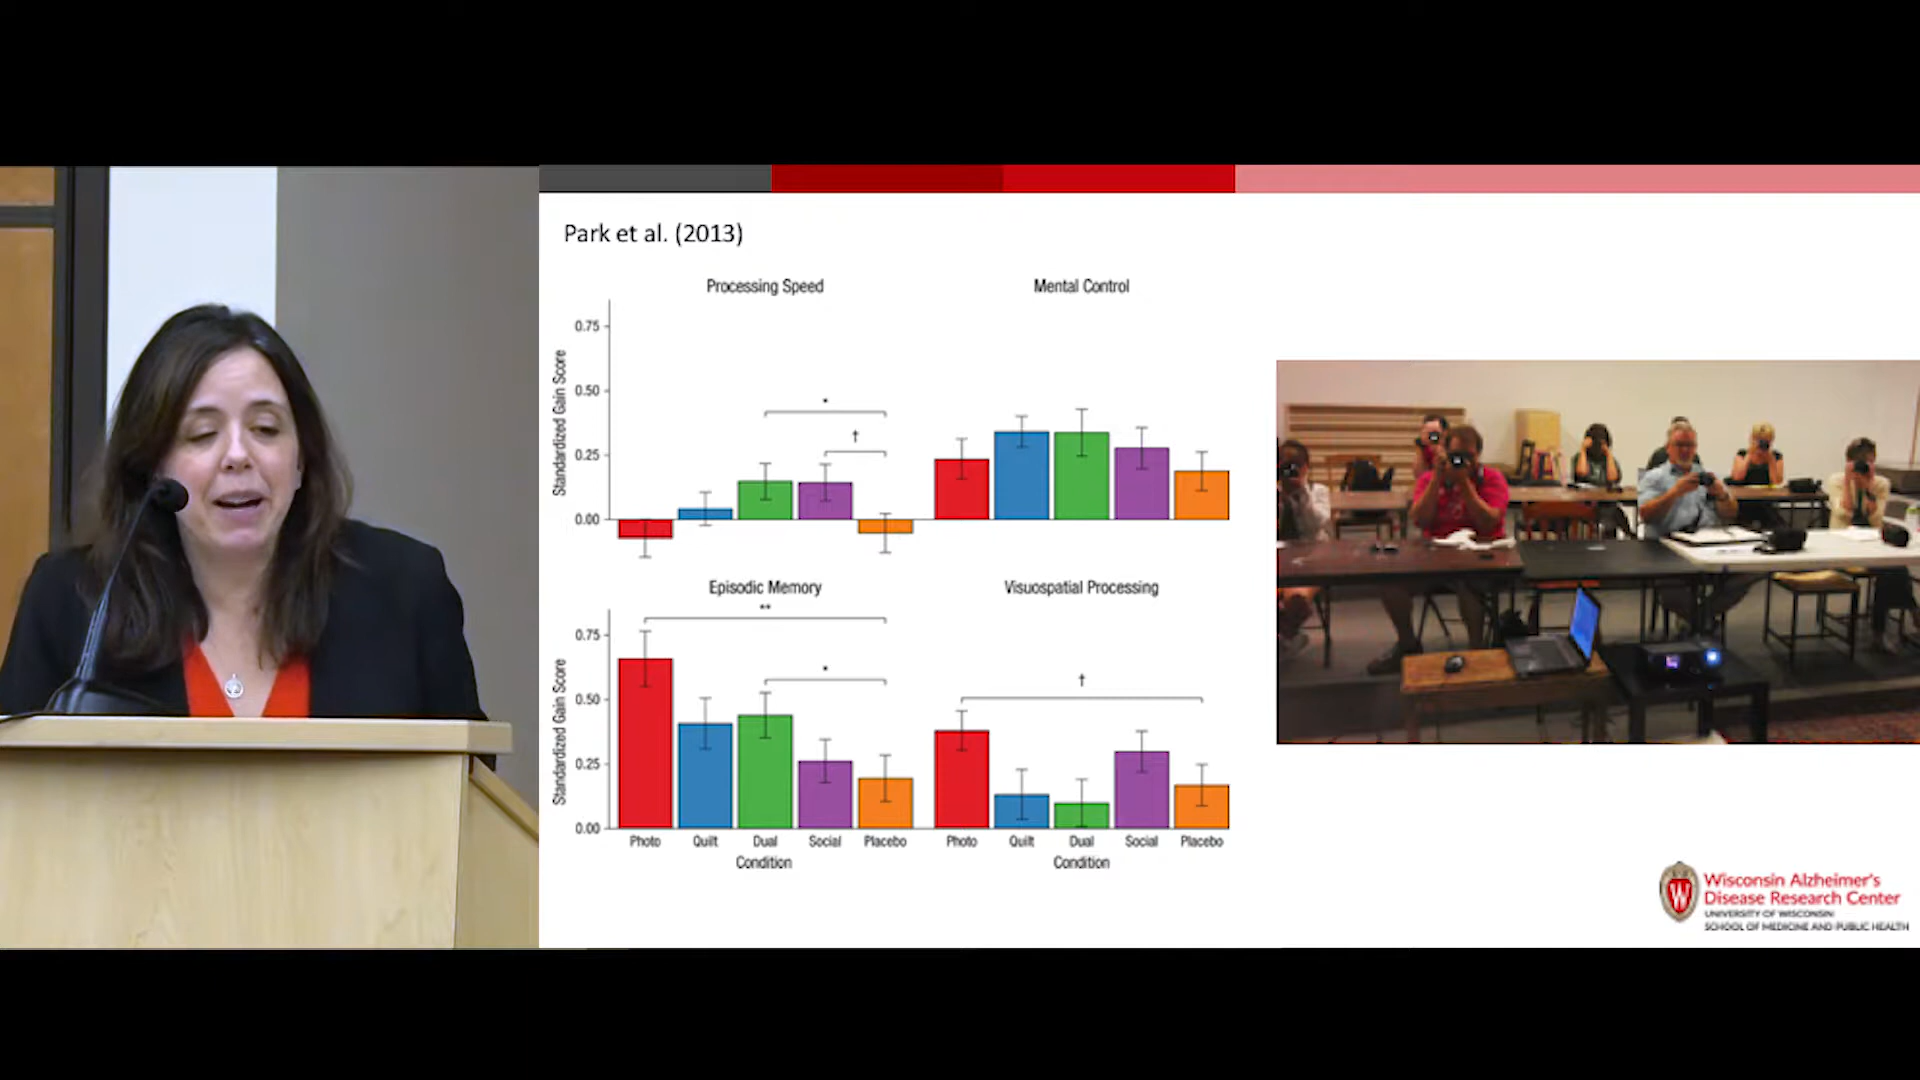 Park et al. (2013)
Processing Speed
Mental Control
Standardized Gain Score
0.75
0.50
0.25
0.00
*
†
Episodic Memory
Visuospatial Processing
Standardized Gain Score
0.75
0.50
0.25
0.00
**
*
†
Photo Quilt Dual Social Placebo
Condition
Photo Quilt Dual Social Placebo
Condition
W
Wisconsin Alzheimer's
Disease Research Center
UNIVERSITY OF WISCONSIN
SCHOOL OF MEDICINE AND PUBLIC HEALTH